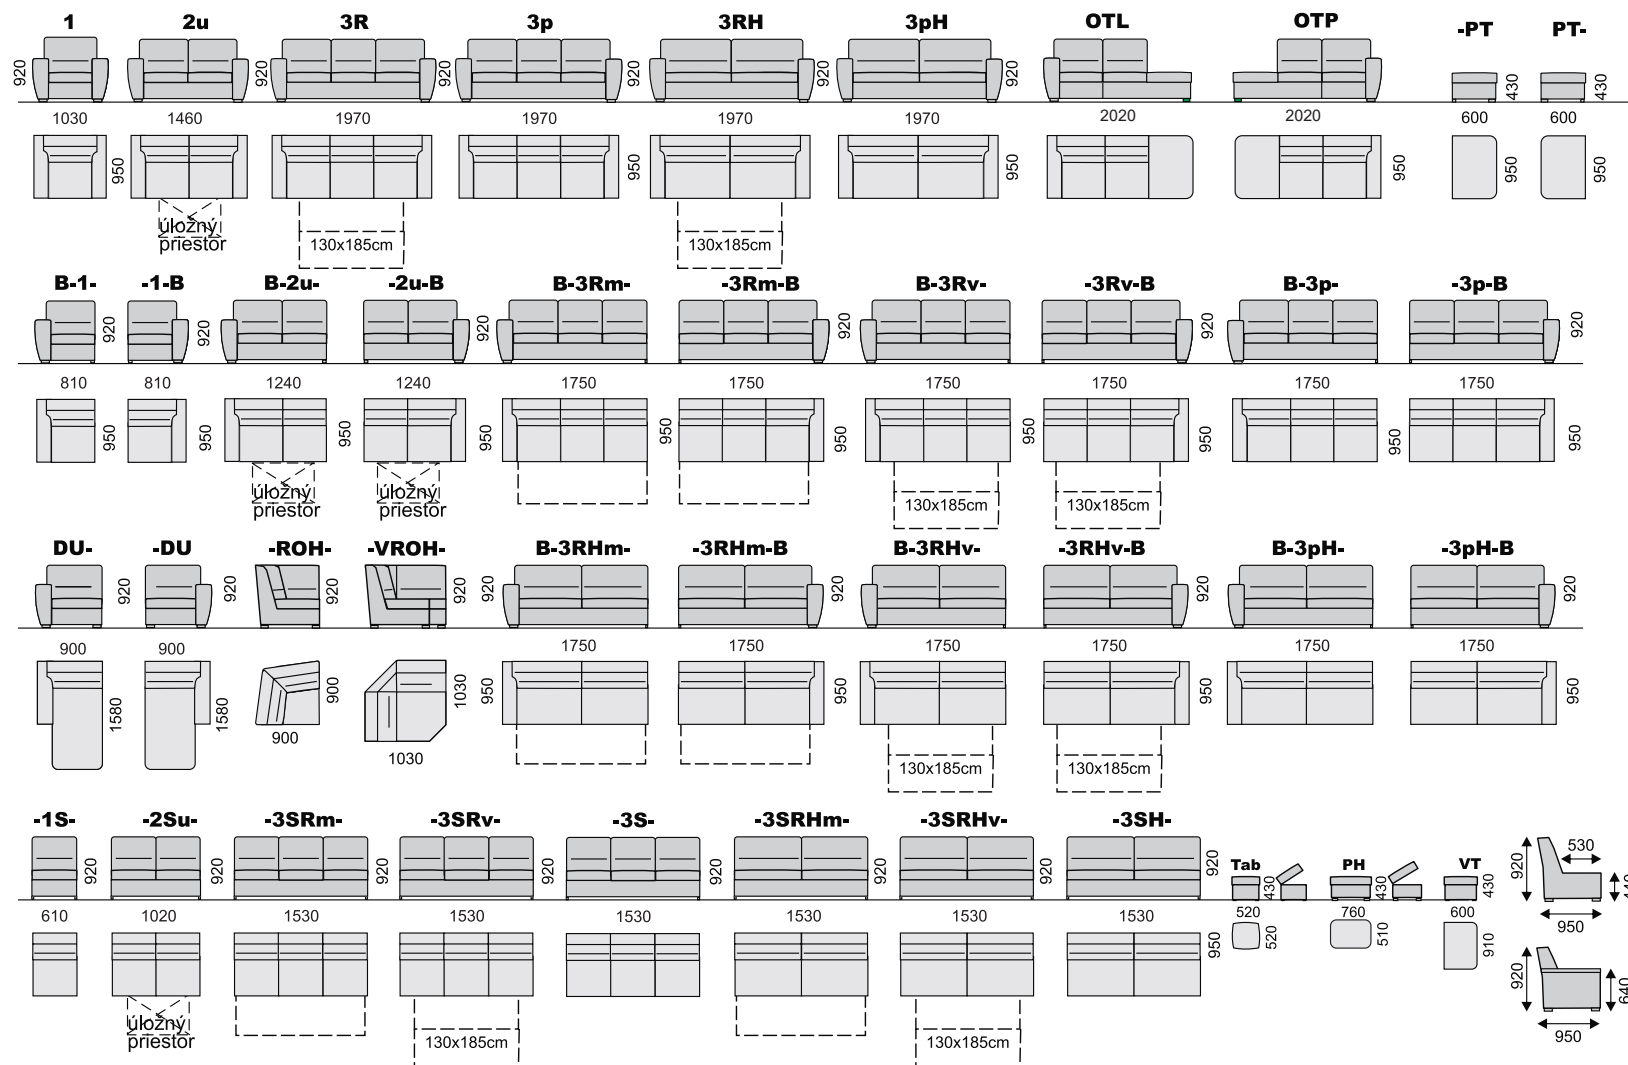 1 2u 3R 3p 3RH 3pH OTL OTP -PT PT-
920 920 920 920 920 920 430 430
1030 1460 1970 1970 1970 1970 2020 2020 600 600
950 950 950 950 950 950 950
úložný
priestor
130x185cm 130x185cm
B-1- -1-B B-2u- -2u-B B-3Rm- -3Rm-B B-3Rv- -3Rv-B B-3p- -3p-B
920 920 920 920 920 920 920 920 920
810 810 1240 1240 1750 1750 1750 1750 1750 1750
950 950 950 950 950 950 950 950 950
úložný úložný
priestor priestor
130x185cm 130x185cm
DU- -DU -ROH- -VROH- B-3RHm- -3RHm-B B-3RHv- -3RHv-B B-3pH- -3pH-B
920 920 920 920 920 920 920 920
900 900 1750 1750 1750 1750 1750 1750
1580 1580 900 1030 950 950 950 950
900
1030
130x185cm 130x185cm
-1S- -2Su- -3SRm- -3SRv- -3S- -3SRHm- -3SRHv- -3SH-
920 920 920 920 920 920 920 920
Tab PH VT
430 430 430
920 530
950
610 1020 1530 1530 1530 1530 1530 1530
950
520 760 600
520 510 910
úložný
priestor
130x185cm 130x185cm
920 640
950